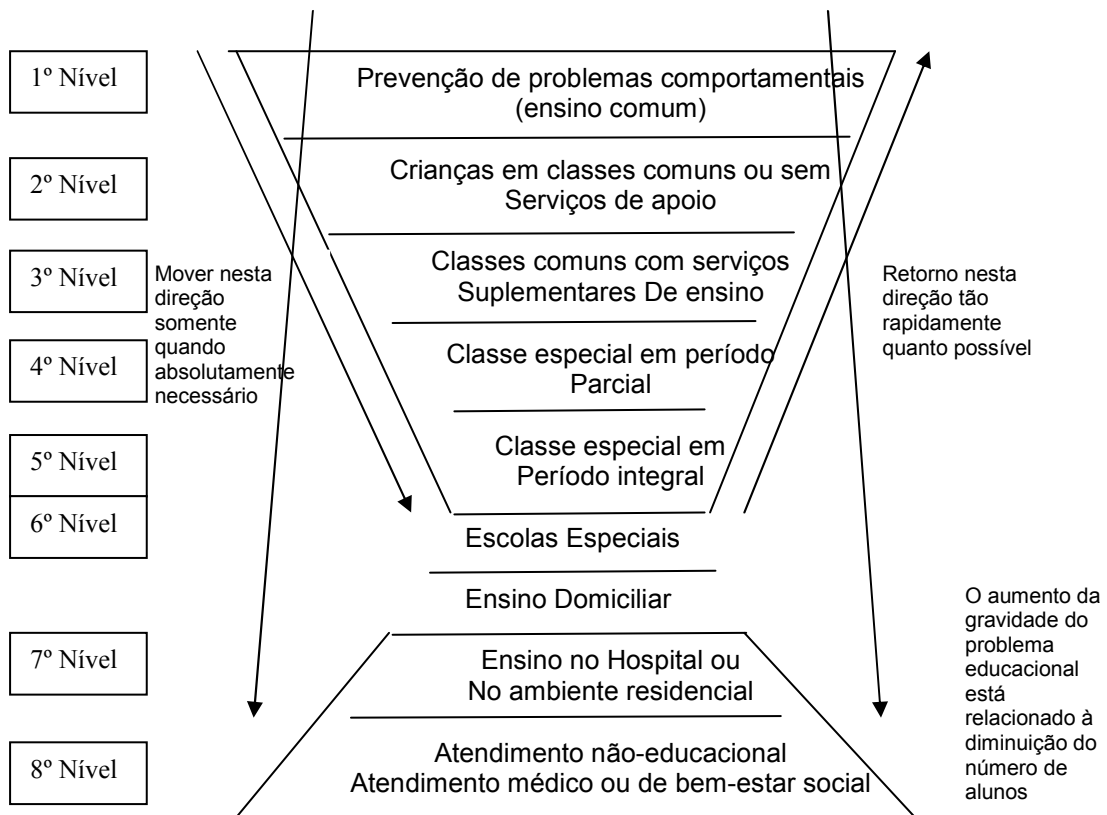 1º Nível
Prevenção de problemas comportamentais
(ensino comum)
2º Nível
Crianças em classes comuns ou sem
Serviços de apoio
3º Nível
Classes comuns com serviços
Suplementares De ensino
Mover nesta
direção
somente
quando
absolutamente
necessário
Retorno nesta
direção tão
rapidamente
quanto possível
4º Nível
Classe especial em período
Parcial
5º Nível
Classe especial em
Período integral
6º Nível
Escolas Especiais
Ensino Domiciliar
7º Nível
Ensino no Hospital ou
No ambiente residencial
8º Nível
Atendimento não-educacional
Atendimento médico ou de bem-estar social
O aumento da
gravidade do
problema
educacional
está
relacionado à
diminuição do
número de
alunos